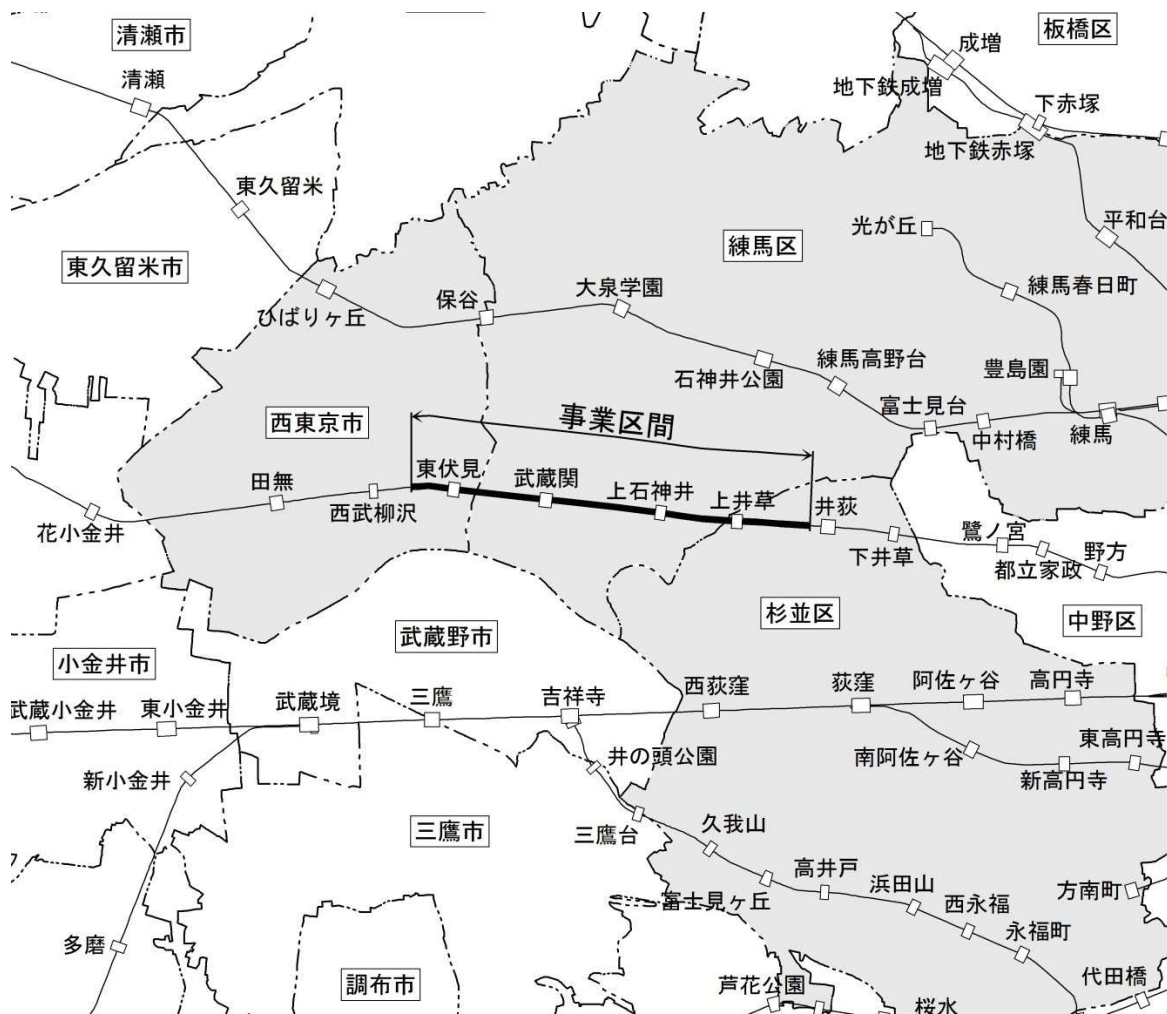 清瀬市
板橋区
成増
清瀬
地下鉄成増
下赤塚
地下鉄赤塚
東久留米
光が丘
平和台
練馬区
東久留米市
大泉学園
練馬春日町
保谷
ひばりヶ丘
石神井公園
練馬高野台
豊島園
富士見台
事業区間
西東京市
中村橋
練馬
東伏見
武蔵関
田無
上石神井
上井草
井荻
西武柳沢
花小金井
鷺ノ宮
下井草
都立家政
野方
杉並区
中野区
武蔵野市
小金井市
武蔵小金井
東小金井
武蔵境
三鷹
吉祥寺
西荻窪
荻窪
阿佐ヶ谷
高円寺
東高円寺
井の頭公園
南阿佐ヶ谷
新高円寺
新小金井
三鷹市
三鷹台
久我山
高井戸
浜田山
富士見ヶ丘
西永福
方南町
永福町
多磨
調布市
芦花公園
代田橋
桜水